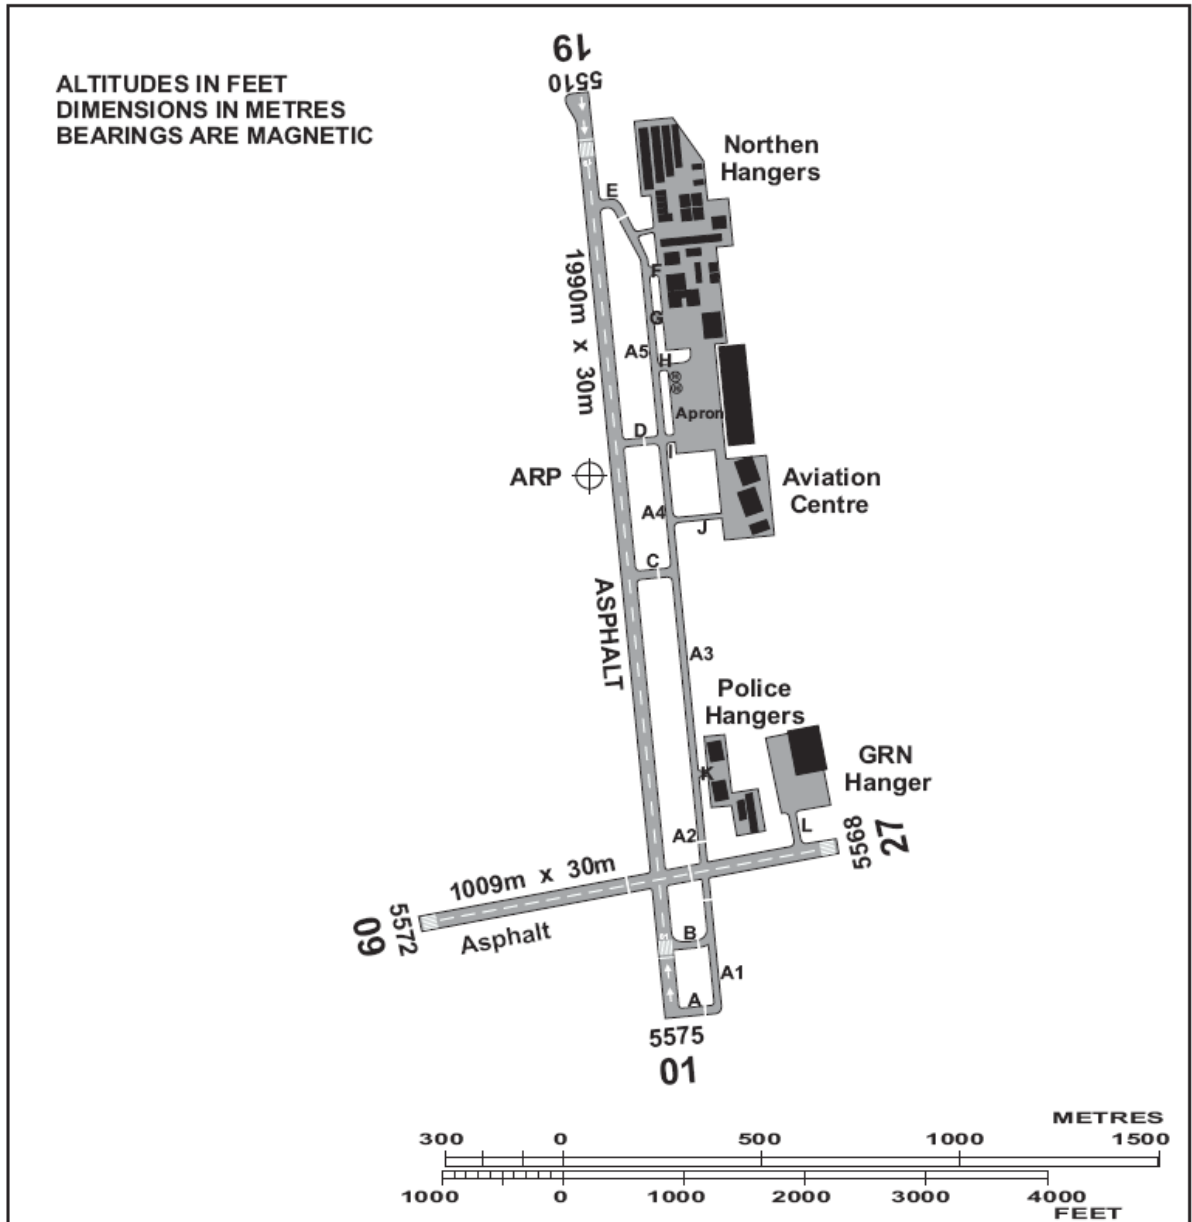 19
5510
ALTITUDES IN FEET
DIMENSIONS IN METRES
BEARINGS ARE MAGNETIC
Northen
Hangers
E
F
1990m x 30m
G
A5
H
H
H
Apron
D
I
ARP
Aviation
Centre
A4
J
C
ASPHALT
A3
Police
Hangers
K
GRN
Hanger
A2
L
5568
27
1009m x 30m
09
5572
Asphalt
B
A1
A
5575
01
METRES
300 0 500 1000 1500
1000 0 1000 2000 3000 4000
FEET